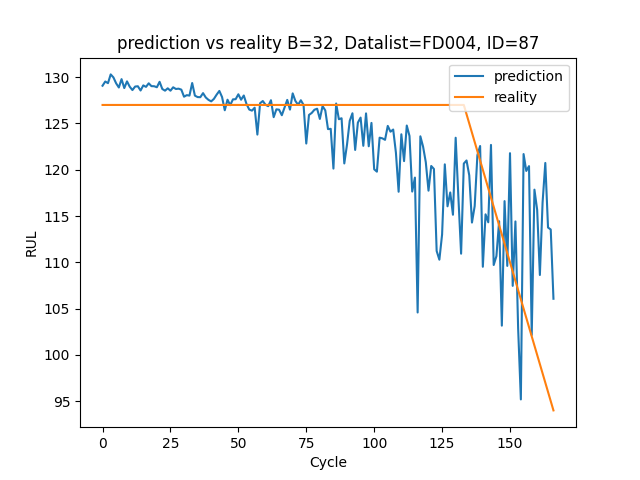 prediction vs reality B=32, Datalist=FD004, ID=87
prediction
reality
RUL
130
125
120
115
110
105
100
95
0 25 50 75 100 125 150
Cycle